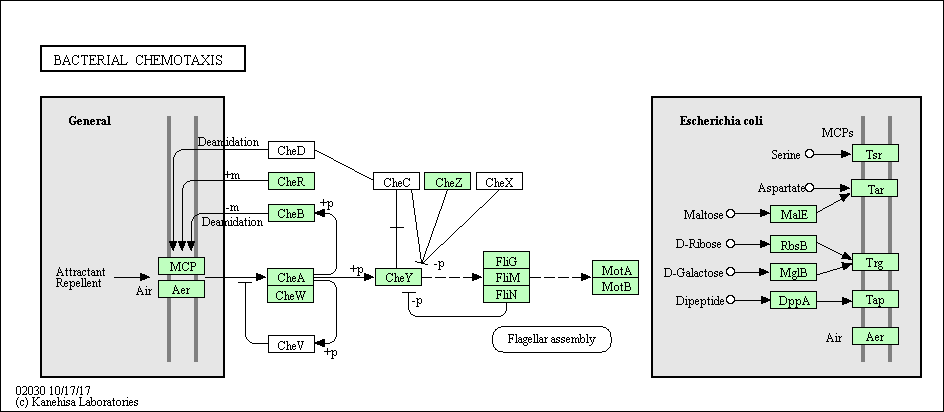 BACTERIAL CHEMOTAXIS
General
Deamidation
CheD
+m
CheR
CheC
CheZ
CheX
-m
CheB
+p
Deamidation
MCP
Attractant
Repellent
Air
Aer
CheA
CheW
+p
CheY
-p
-p
FliG
FliM
FliN
MotA
MotB
CheV
+p
Flagellar assembly
Escherichia coli
MCPs
Serine
Tsr
Aspartate
Tar
Maltose
MalE
D-Ribose
RbsB
Trg
D-Galactose
MglB
Dipeptide
DppA
Tap
Air
Aer
02030 10/17/17
(c) Kanehisa Laboratories